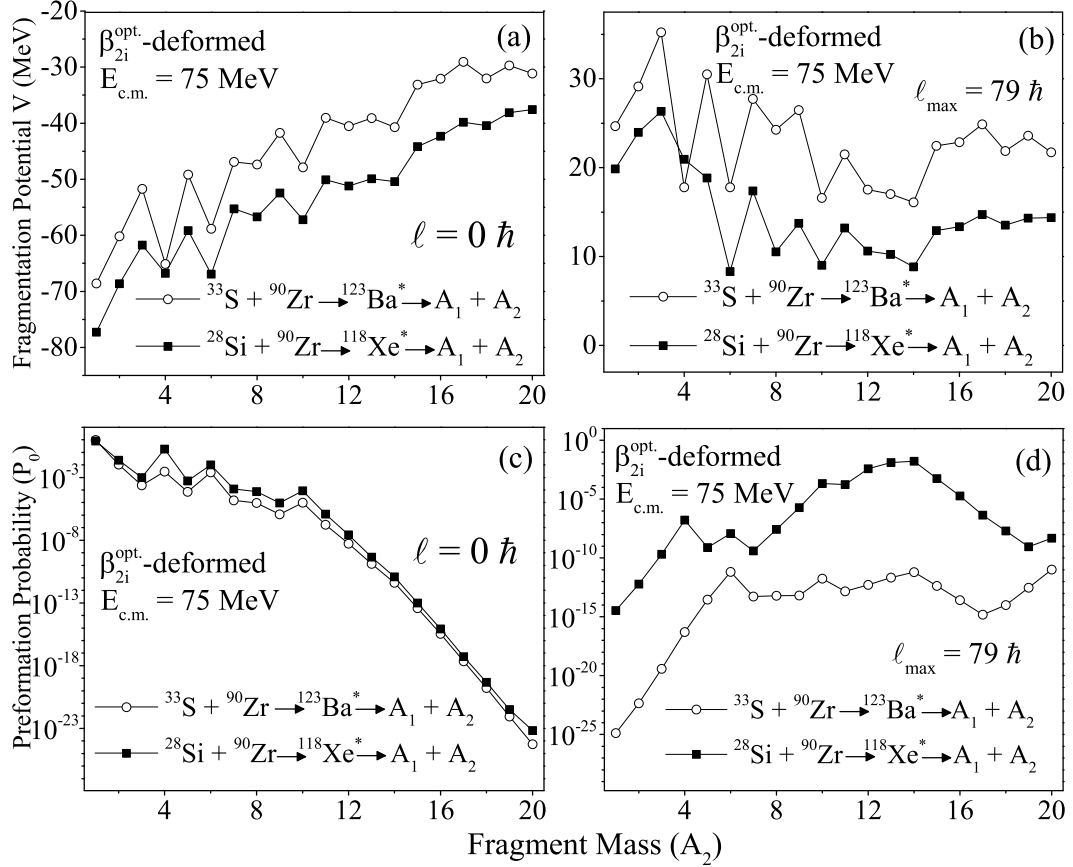 Fragmentation Potential V (MeV)
-20
-30
-40
-50
-60
-70
-80
β₂ᵢᵒᵖᵗ·-deformed
E_c.m. = 75 MeV
(a)
ℓ = 0 ℏ
³³S + ⁹⁰Zr → ¹²³Ba* → A₁ + A₂
²⁸Si + ⁹⁰Zr → ¹¹⁸Xe* → A₁ + A₂
4 8 12 16 20
30
20
10
0
β₂ᵢᵒᵖᵗ·-deformed
E_c.m. = 75 MeV
(b)
ℓ_max = 79 ℏ
³³S + ⁹⁰Zr → ¹²³Ba* → A₁ + A₂
²⁸Si + ⁹⁰Zr → ¹¹⁸Xe* → A₁ + A₂
4 8 12 16 20
Preformation Probability (P₀)
10⁻³
10⁻⁸
10⁻¹³
10⁻¹⁸
10⁻²³
(c)
ℓ = 0 ℏ
β₂ᵢᵒᵖᵗ·-deformed
E_c.m. = 75 MeV
³³S + ⁹⁰Zr → ¹²³Ba* → A₁ + A₂
²⁸Si + ⁹⁰Zr → ¹¹⁸Xe* → A₁ + A₂
4 8 12 16 20
10⁰
10⁻⁵
10⁻¹⁰
10⁻¹⁵
10⁻²⁰
10⁻²⁵
β₂ᵢᵒᵖᵗ·-deformed
E_c.m. = 75 MeV
(d)
ℓ_max = 79 ℏ
³³S + ⁹⁰Zr → ¹²³Ba* → A₁ + A₂
²⁸Si + ⁹⁰Zr → ¹¹⁸Xe* → A₁ + A₂
4 8 12 16 20
Fragment Mass (A₂)